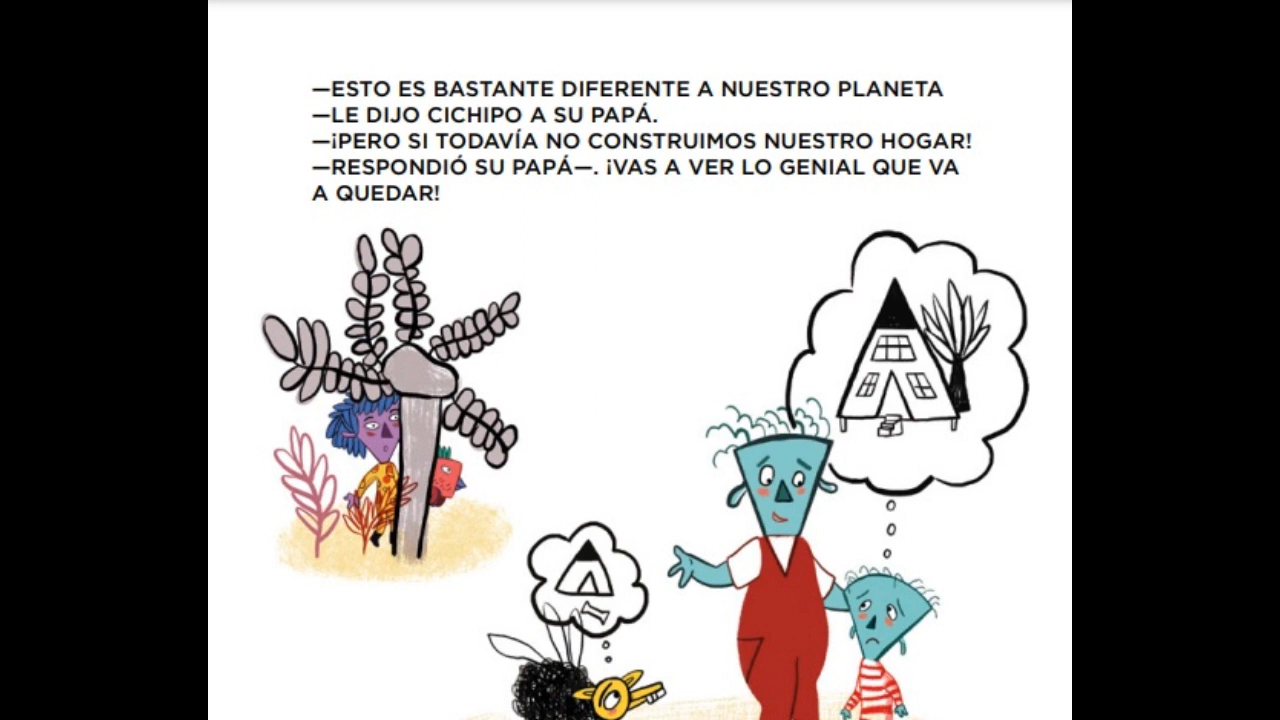 —ESTO ES BASTANTE DIFERENTE A NUESTRO PLANETA
—LE DIJO CICHIPO A SU PAPÁ.
—¡PERO SI TODAVÍA NO CONSTRUIMOS NUESTRO HOGAR!
—RESPONDIÓ SU PAPÁ—. ¡VAS A VER LO GENIAL QUE VA
A QUEDAR!